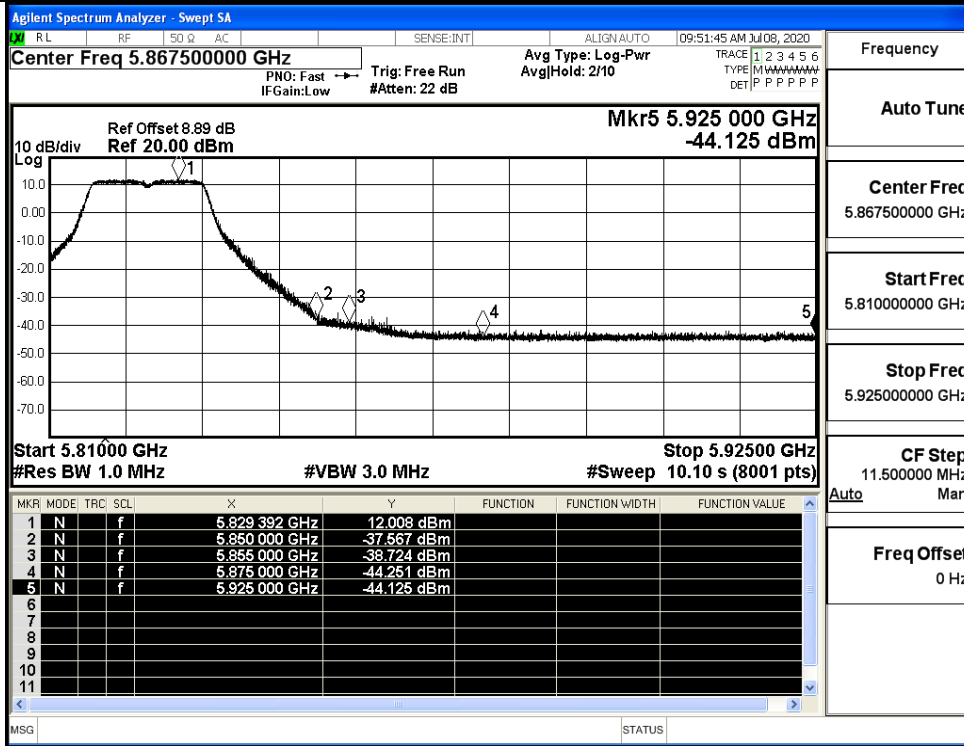 Agilent Spectrum Analyzer - Swept SA
LXI RL RF 50 Ω AC SENSE:INT ALIGNAUTO 09:51:45 AM Jul 08, 2020
Center Freq 5.867500000 GHz
PNO: Fast
IFGain:Low
Trig: Free Run
#Atten: 22 dB
Avg Type: Log-Pwr
Avg|Hold: 2/10
TRACE 1 2 3 4 5 6
TYPE M WWWWW
DET P P P P P P
Mkr5 5.925 000 GHz
-44.125 dBm
Ref Offset 8.89 dB
10 dB/div Ref 20.00 dBm
Log
10.0
0.00
-10.0
-20.0
-30.0
-40.0
-50.0
-60.0
-70.0
1
2
3
4
5
Start 5.81000 GHz Stop 5.92500 GHz
#Res BW 1.0 MHz #VBW 3.0 MHz #Sweep 10.10 s (8001 pts)
MKR MODE TRC SCL X Y FUNCTION FUNCTION WIDTH FUNCTION VALUE
1 N f 5.829 392 GHz 12.008 dBm
2 N f 5.850 000 GHz -37.567 dBm
3 N f 5.855 000 GHz -38.724 dBm
4 N f 5.875 000 GHz -44.251 dBm
5 N f 5.925 000 GHz -44.125 dBm
6
7
8
9
10
11
MSG STATUS
Frequency
Auto Tune
Center Freq
5.867500000 GHz
Start Freq
5.810000000 GHz
Stop Freq
5.925000000 GHz
CF Step
11.500000 MHz
Auto Man
Freq Offset
0 Hz